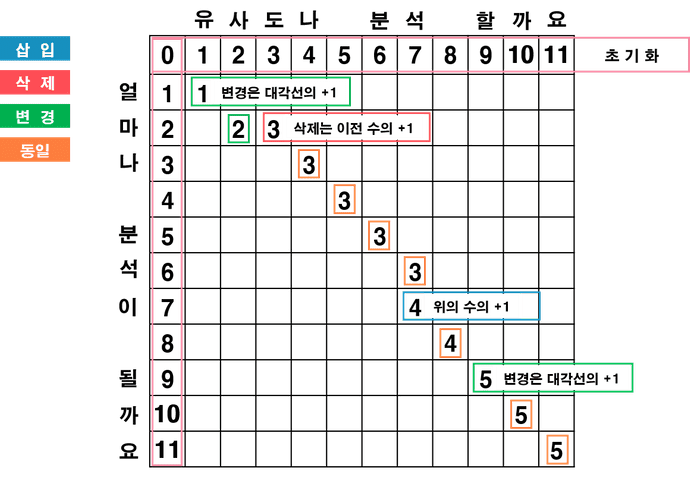 유 사 도 나 분 석 할 까 요
삽 입
삭 제
변 경
동일
0 1 2 3 4 5 6 7 8 9 10 11 초 기 화
얼 1 1 변경은 대각선의 +1
마 2 2 3 삭제는 이전 수의 +1
나 3 3
4 3
분 5 3
석 6 3
이 7 4 위의 수의 +1
8 4
될 9 5 변경은 대각선의 +1
까 10 5
요 11 5